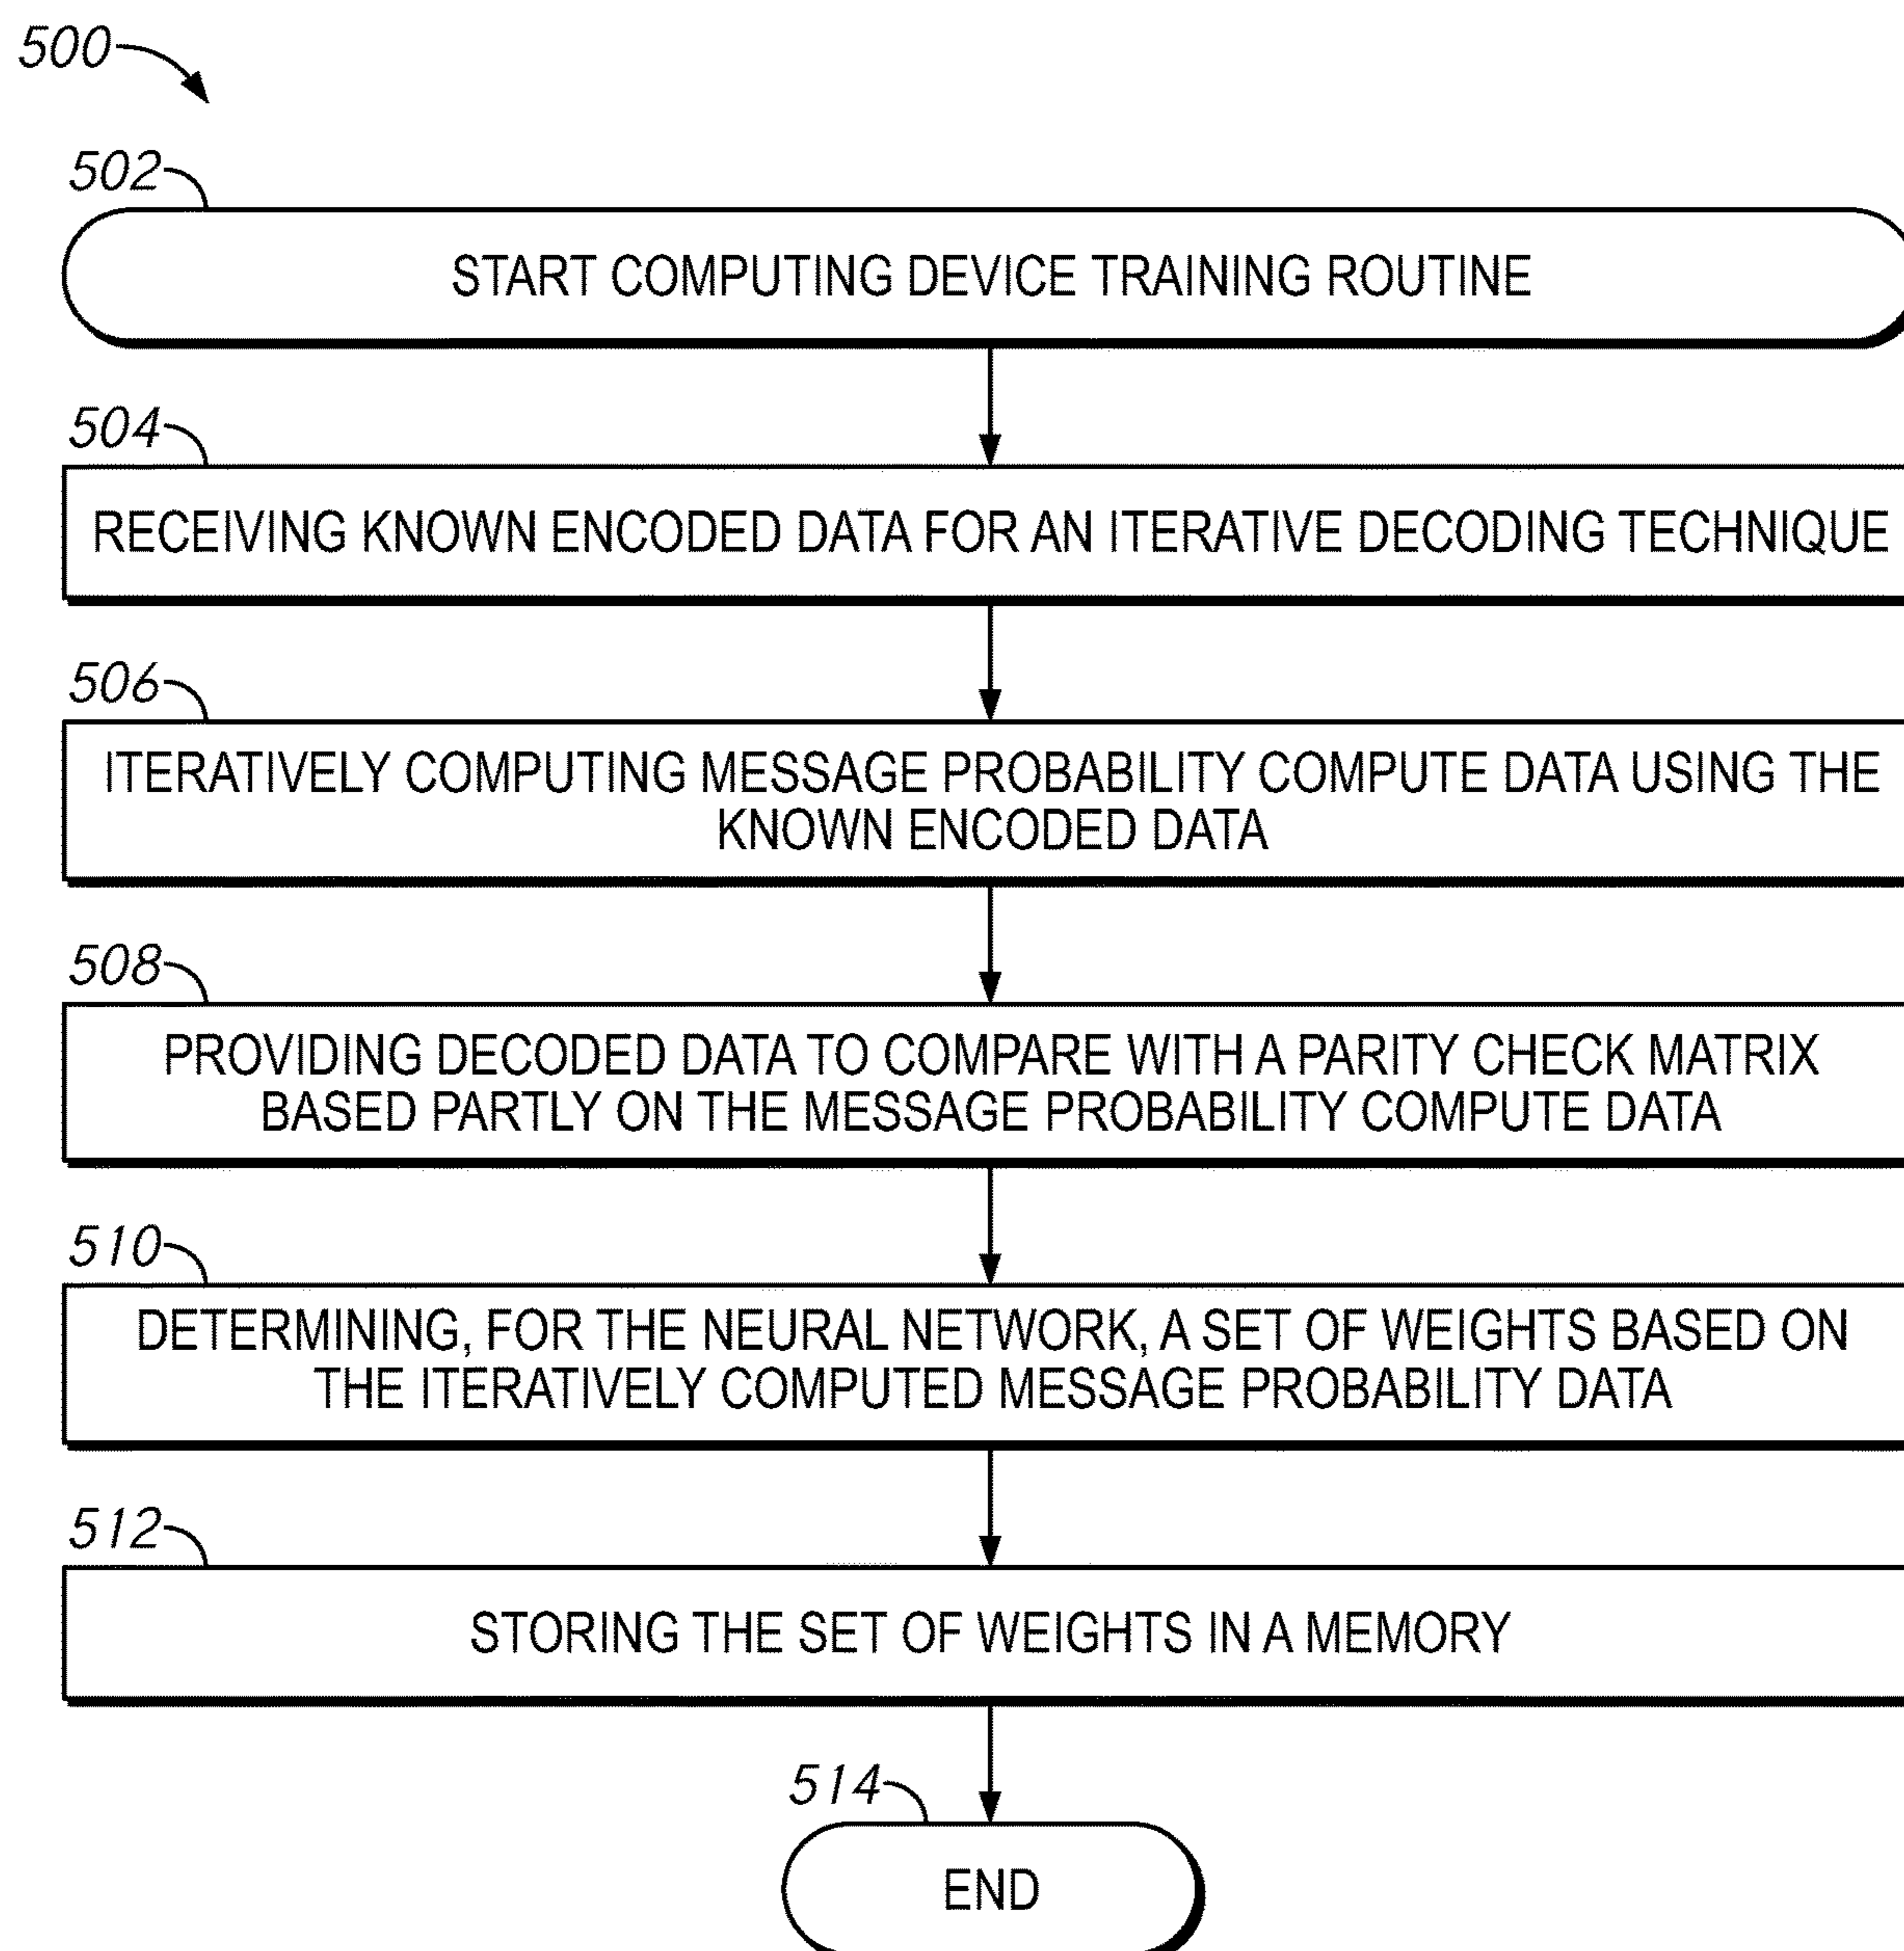 500
502
START COMPUTING DEVICE TRAINING ROUTINE
504
RECEIVING KNOWN ENCODED DATA FOR AN ITERATIVE DECODING TECHNIQUE
506
ITERATIVELY COMPUTING MESSAGE PROBABILITY COMPUTE DATA USING THE
KNOWN ENCODED DATA
508
PROVIDING DECODED DATA TO COMPARE WITH A PARITY CHECK MATRIX
BASED PARTLY ON THE MESSAGE PROBABILITY COMPUTE DATA
510
DETERMINING, FOR THE NEURAL NETWORK, A SET OF WEIGHTS BASED ON
THE ITERATIVELY COMPUTED MESSAGE PROBABILITY DATA
512
STORING THE SET OF WEIGHTS IN A MEMORY
514
END